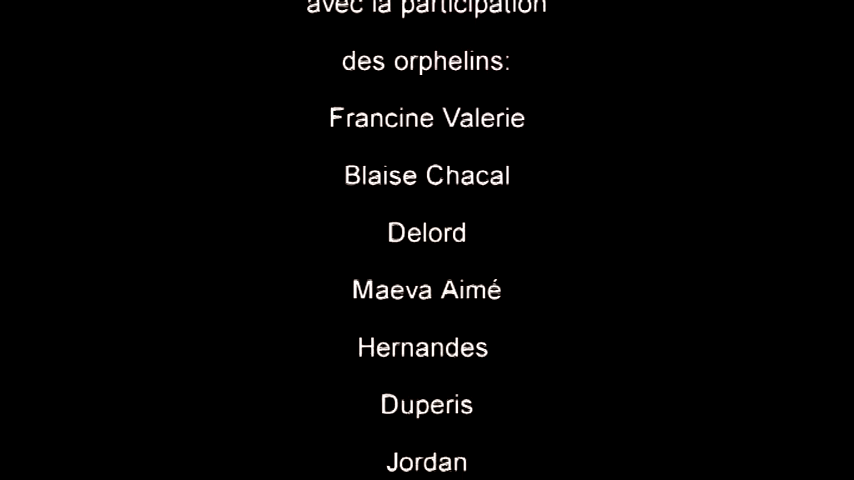 avec la participation
des orphelins:
Francine Valerie
Blaise Chacal
Delord
Maeva Aimé
Hernandes
Duperis
Jordan